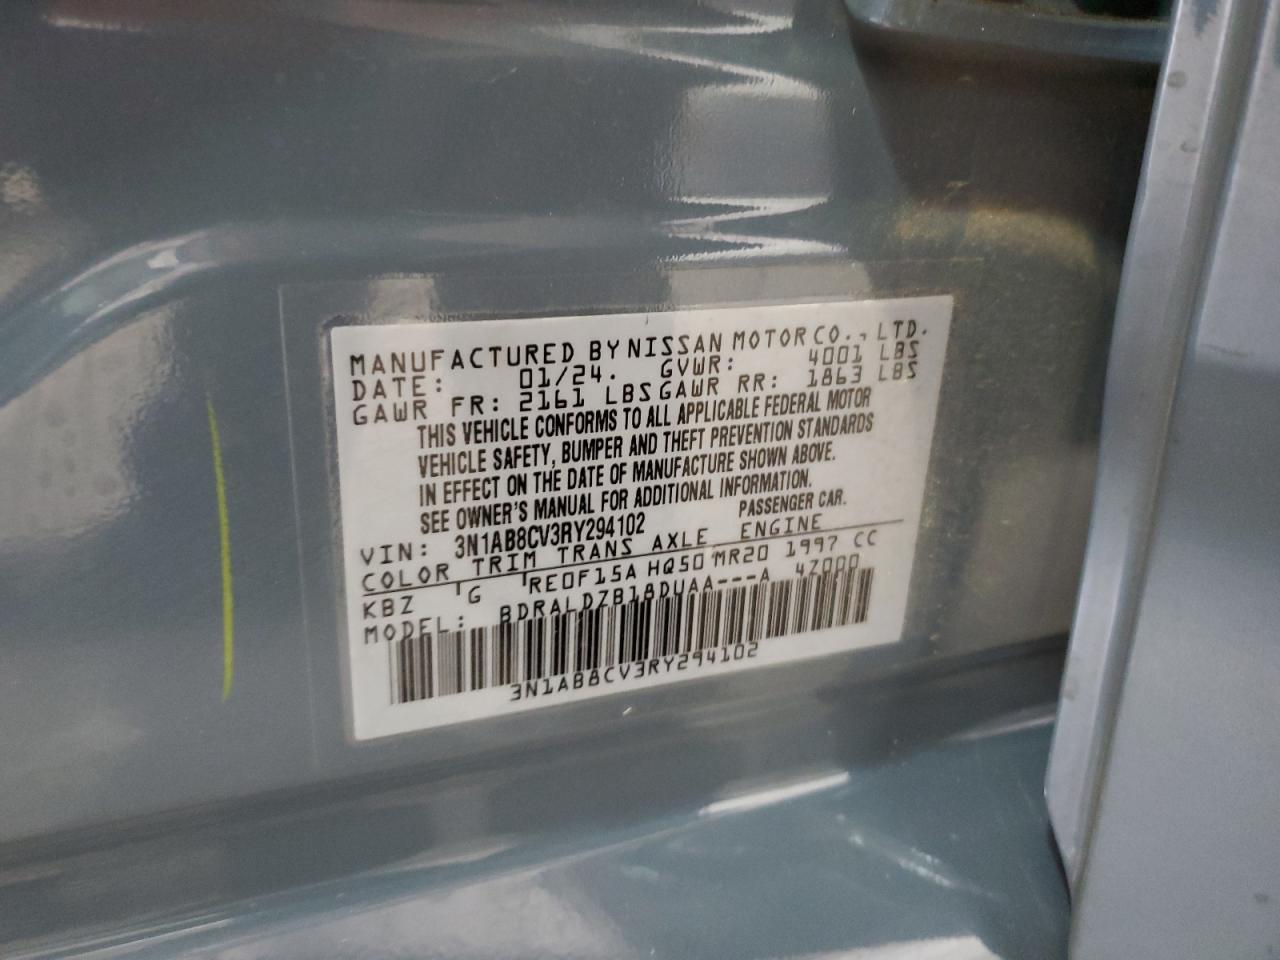 MANUFACTURED BY NISSAN MOTOR CO., LTD.
DATE: 01/24. GVWR: 4001 LBS
GAWR FR: 2161 LBS GAWR RR: 1863 LBS
THIS VEHICLE CONFORMS TO ALL APPLICABLE FEDERAL MOTOR
VEHICLE SAFETY, BUMPER AND THEFT PREVENTION STANDARDS
IN EFFECT ON THE DATE OF MANUFACTURE SHOWN ABOVE.
SEE OWNER'S MANUAL FOR ADDITIONAL INFORMATION.
VIN: 3N1AB8CV3RY294102 PASSENGER CAR.
COLOR TRIM TRANS AXLE ENGINE
KBZ G RE0F15A HQ50 MR20 1997 CC
MODEL: BDRALDZB18DUAA---A 4Z000
3N1AB8CV3RY294102